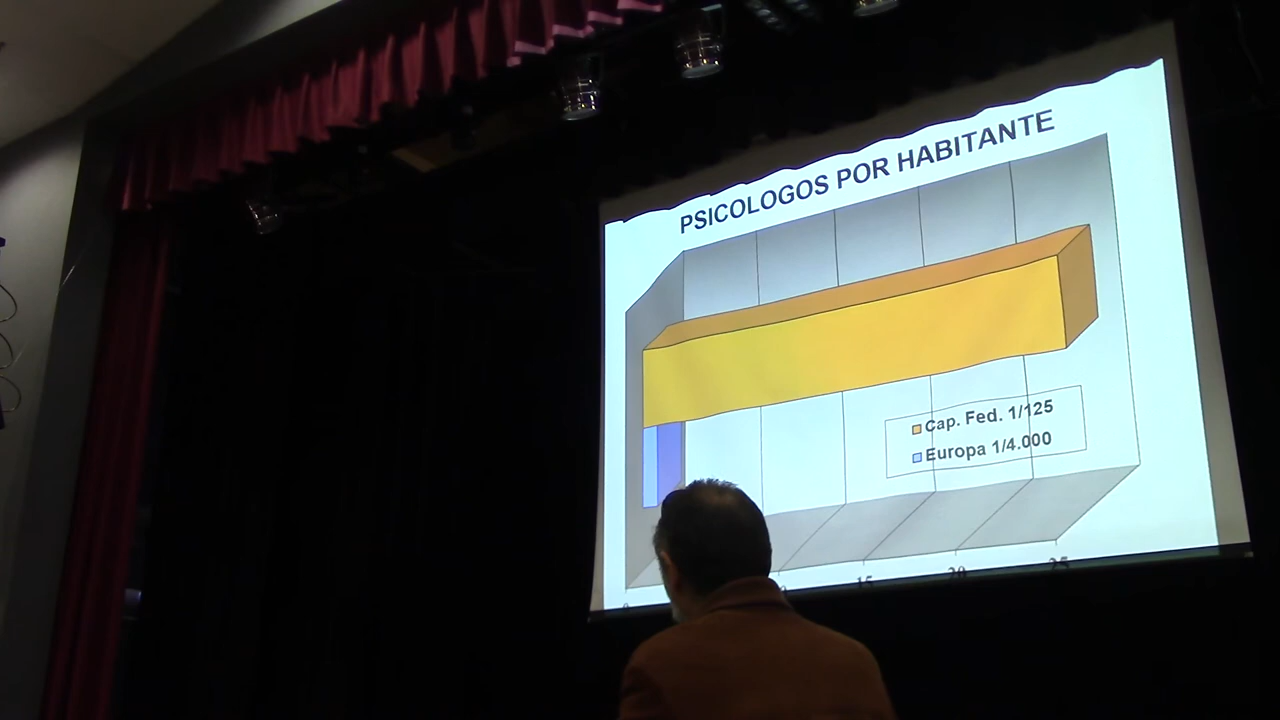 PSICOLOGOS POR HABITANTE
Cap. Fed. 1/125
Europa 1/4.000
15 20 25